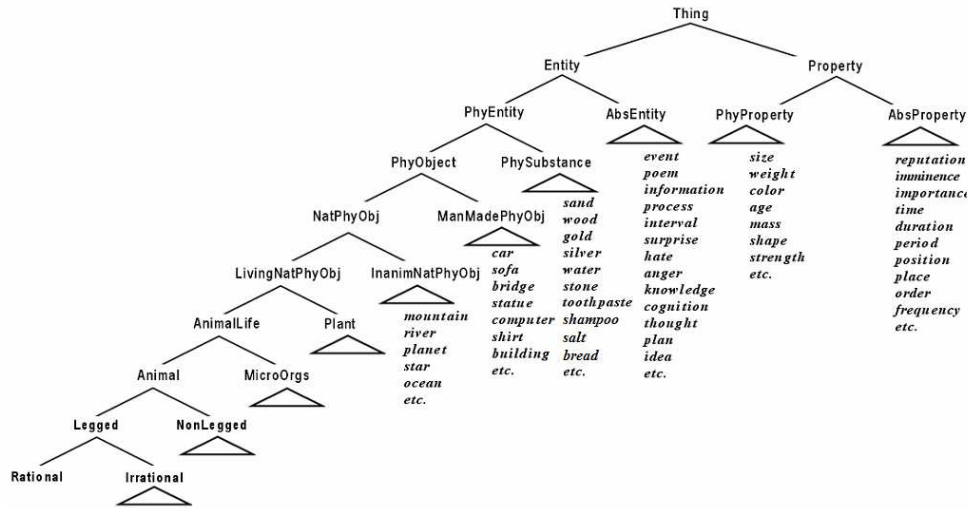 Thing
Entity
Property
PhyEntity
AbsEntity
PhyProperty
AbsProperty
PhyObject
PhySubstance
NatPhyObj
ManMadePhyObj
LivingNatPhyObj
InanimNatPhyObj
AnimalLife
Plant
Animal
MicroOrgs
Legged
NonLegged
Rational
Irrational
mountain
river
planet
star
ocean
etc.
car
sofa
bridge
statue
computer
shirt
building
etc.
sand
wood
gold
silver
water
stone
toothpaste
shampoo
salt
bread
etc.
event
poem
information
process
interval
surprise
hate
anger
knowledge
cognition
thought
plan
idea
etc.
size
weight
color
age
mass
shape
strength
etc.
reputation
imminence
importance
time
duration
period
position
place
order
frequency
etc.